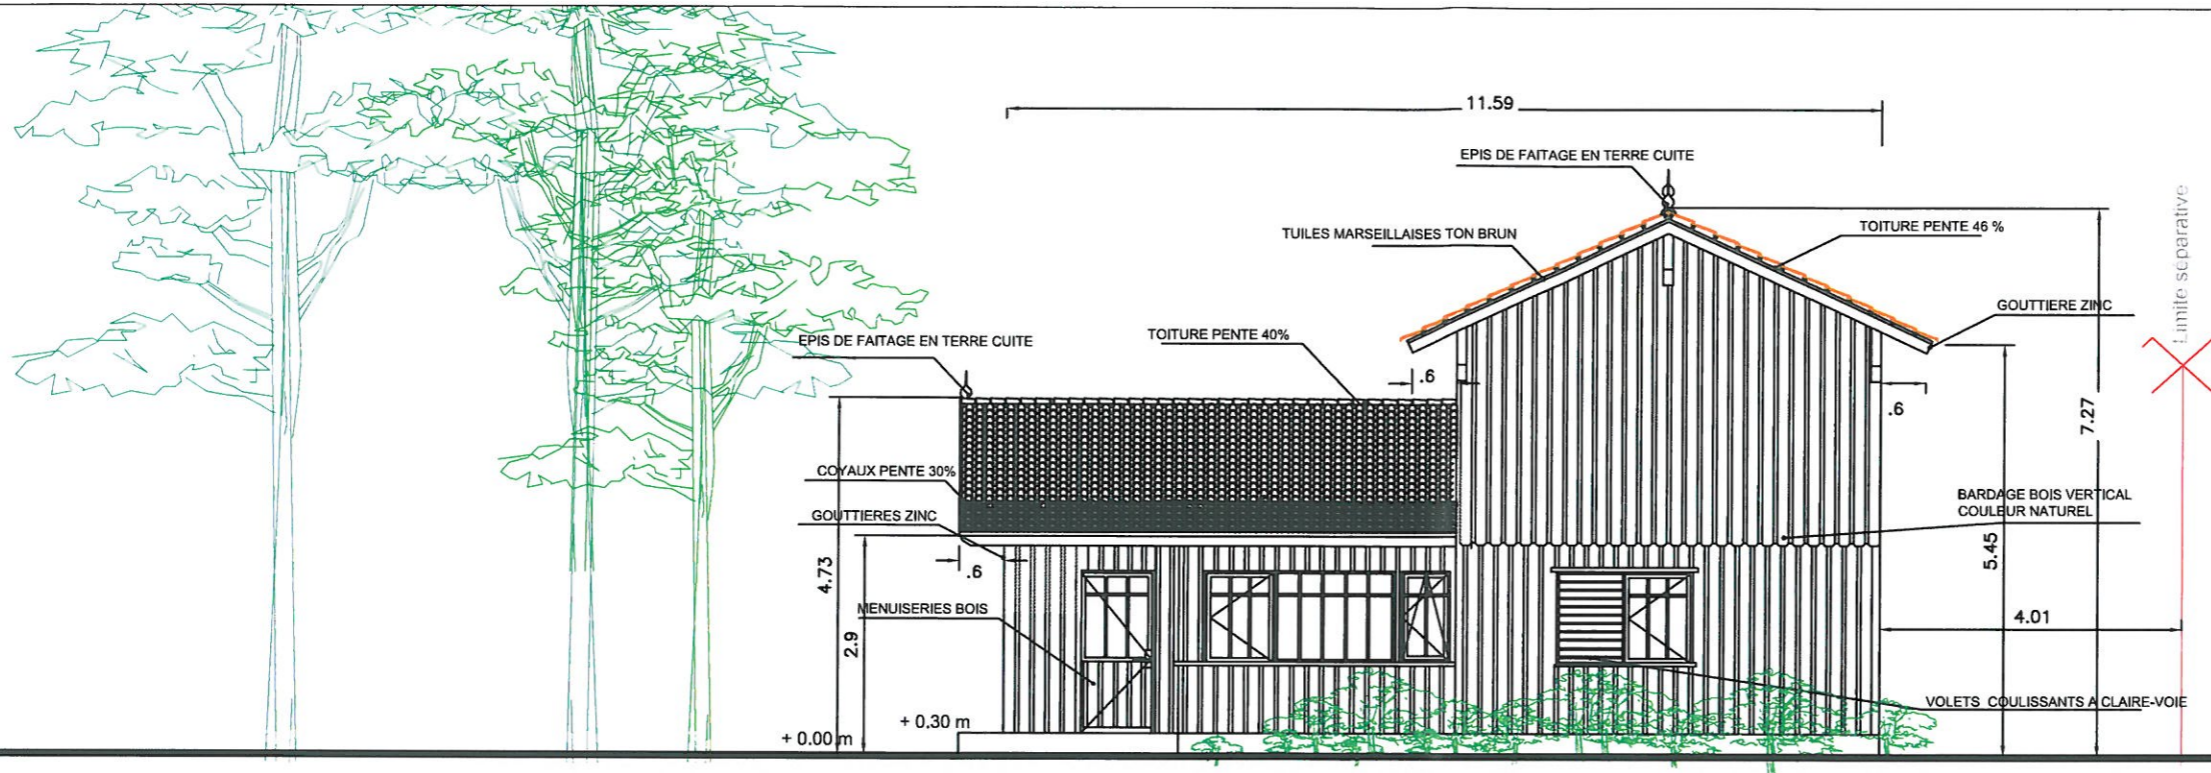 11.59
EPIS DE FAITAGE EN TERRE CUITE
TUILES MARSEILLAISES TON BRUN
TOITURE PENTE 46 %
Limite séparative
GOUTTIERE ZINC
EPIS DE FAITAGE EN TERRE CUITE
TOITURE PENTE 40%
.6
.6
7.27
COYAUX PENTE 30%
GOUTTIERES ZINC
BARDAGE BOIS VERTICAL
COULEUR NATUREL
5.45
4.73
.6
MENUISERIES BOIS
2.9
4.01
VOLETS COULISSANTS A CLAIRE-VOIE
+ 0.30 m
+ 0.00 m